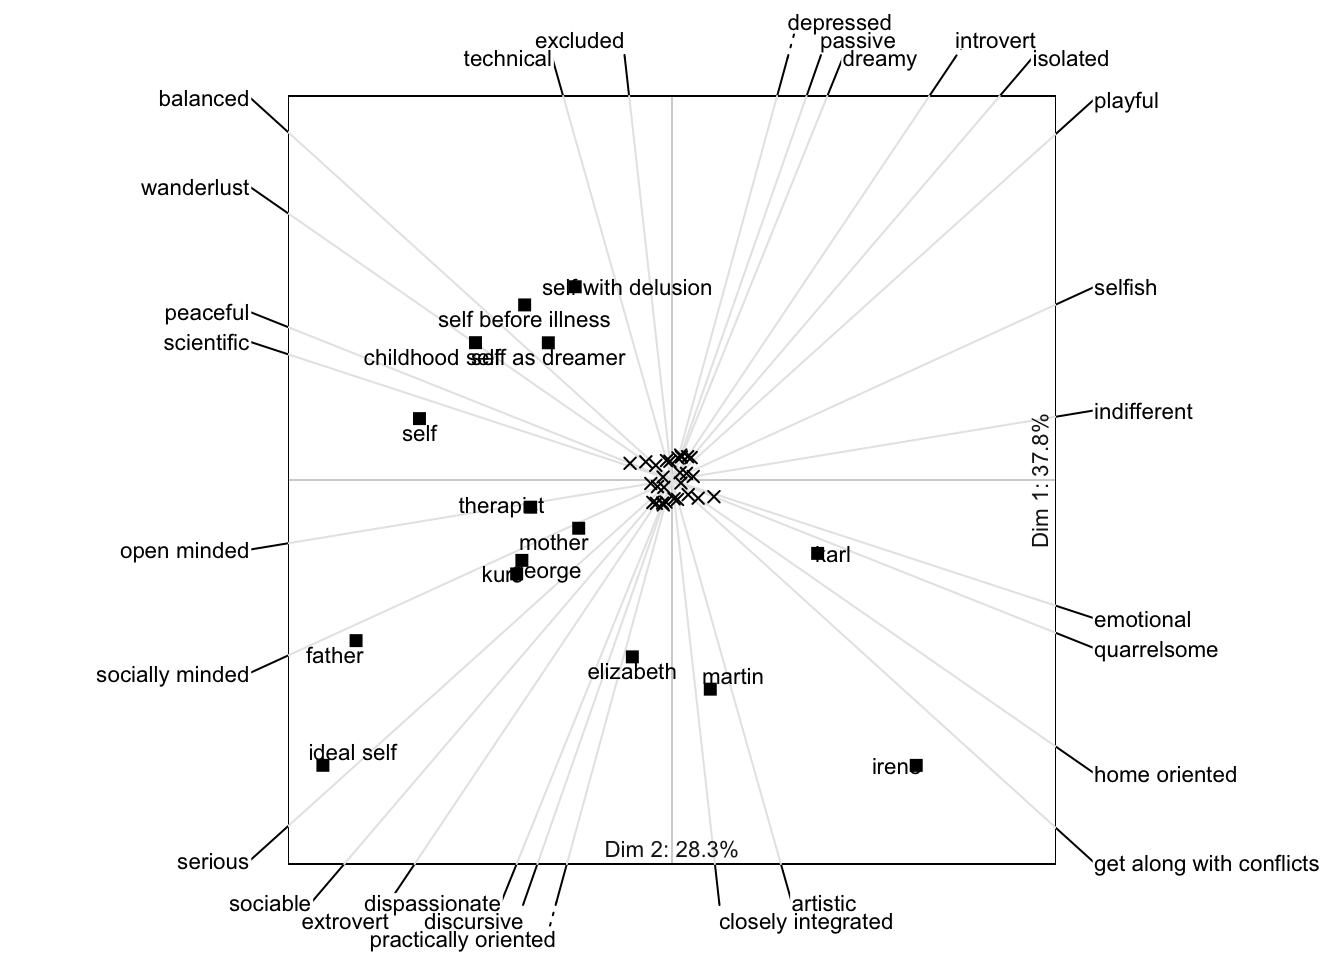 depressed
excluded
passive
introvert
technical
dreamy
isolated
balanced
playful
wanderlust
self with delusion
selfish
peaceful
self before illness
scientific
childhood self
self as dreamer
indifferent
self
Dim 1: 37.8%
therapist
mother
open minded
karl
kurt
george
emotional
quarrelsome
father
elizabeth
socially minded
martin
ideal self
irene
home oriented
Dim 2: 28.3%
serious
get along with conflicts
sociable
dispassionate
artistic
extrovert
discursive
closely integrated
practically oriented